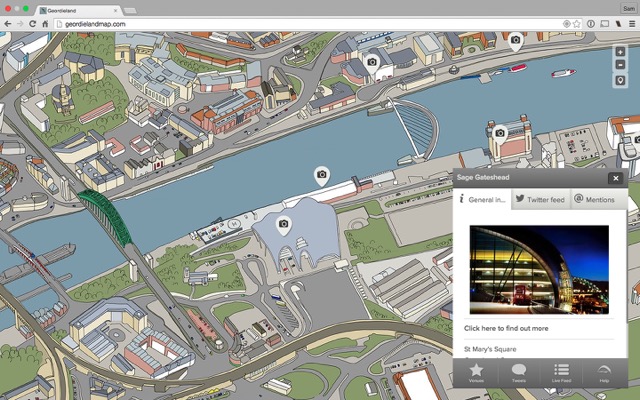 Geordieland
Sam
geordielandmap.com
Sage Gateshead
General in...
Twitter feed
Mentions
Click here to find out more
St Mary's Square
Venues
Tweets
Live Feed
Help